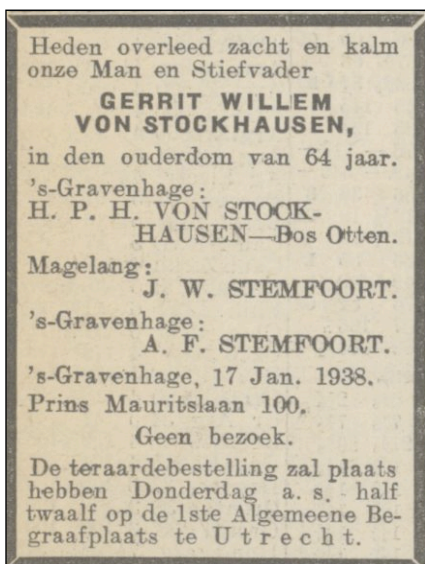 Heden overleed zacht en kalm
onze Man en Stiefvader
GERRIT WILLEM
VON STOCKHAUSEN,
in den ouderdom van 64 jaar.
's-Gravenhage:
H. P. H. VON STOCK-
HAUSEN—Bos Otten.
Magelang:
J. W. STEMFOORT.
's-Gravenhage:
A. F. STEMFOORT.
's-Gravenhage, 17 Jan. 1938.
Prins Mauritslaan 100.
Geen bezoek.
De teraardebestelling zal plaats
hebben Donderdag a. s. half
twaalf op de 1ste Algemeene Be-
graafplaats te Utrecht.